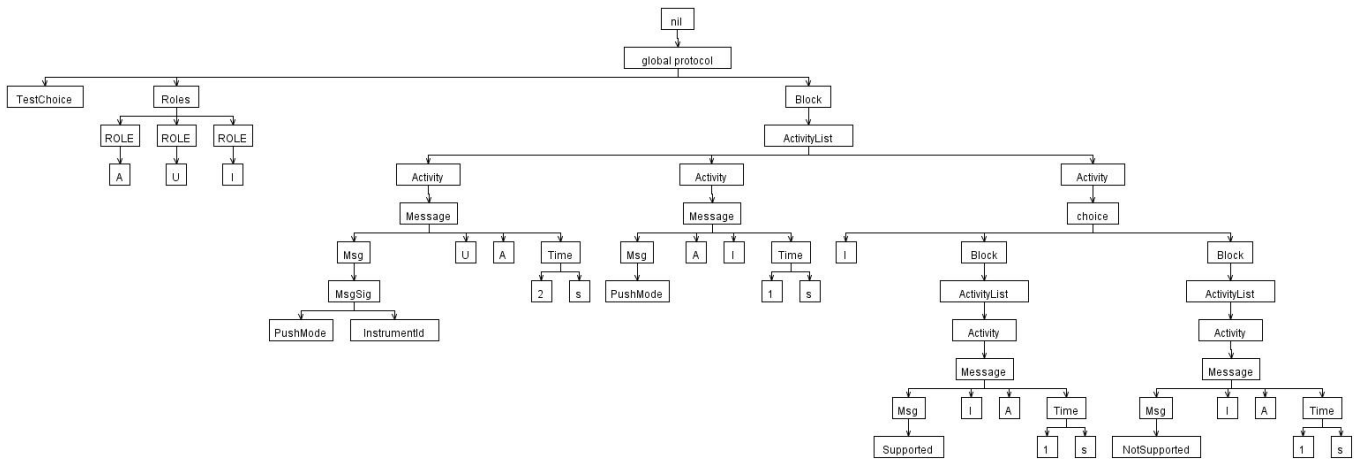 nil
global protocol
TestChoice Roles Block
ROLE ROLE ROLE ActivityList
A U I Activity Activity Activity
Message Message choice
Msg U A Time Msg A I Time I Block Block
MsgSig 2 s PushMode 1 s ActivityList ActivityList
PushMode InstrumentId Activity Activity
Message Message
Msg I A Time Msg I A Time
Supported 1 s NotSupported 1 s